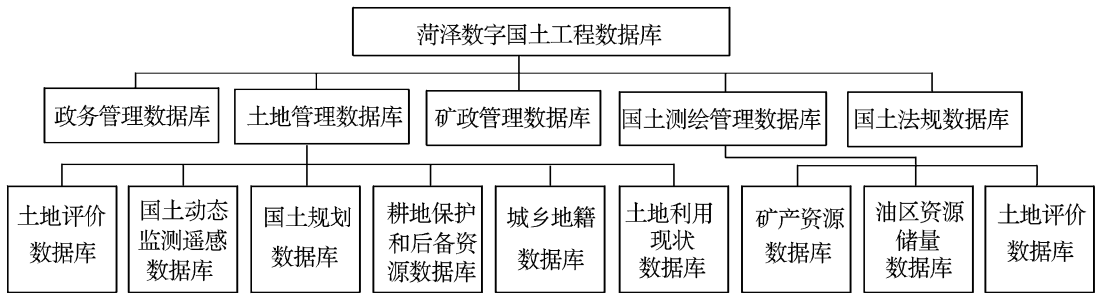 菏泽数字国土工程数据库
政务管理数据库
土地管理数据库
矿政管理数据库
国土测绘管理数据库
国土法规数据库
土地评价
数据库
国土动态
监测遥感
数据库
国土规划
数据库
耕地保护
和后备资
源数据库
城乡地籍
数据库
土地利用
现状
数据库
矿产资源
数据库
油区资源
储量
数据库
土地评价
数据库